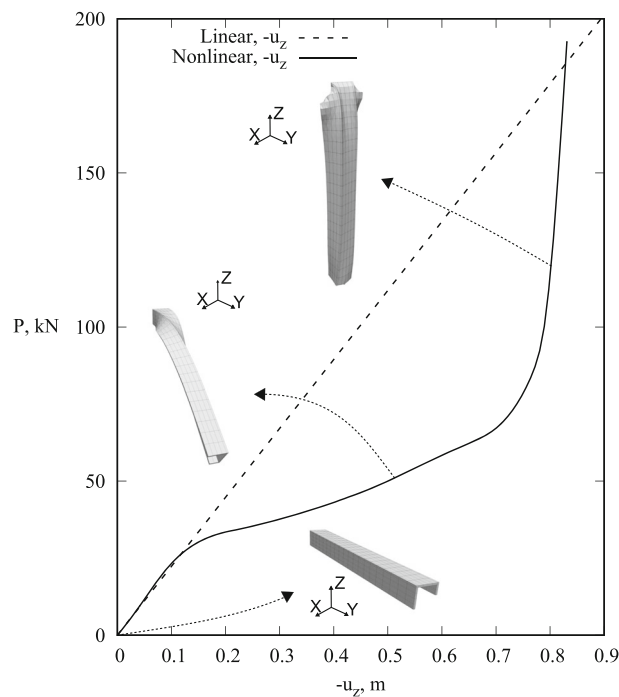 200
Linear, -uz
Nonlinear, -uz
Z
X Y
150
Z
X Y
P, kN
100
50
Z
X Y
0
0 0.1 0.2 0.3 0.4 0.5 0.6 0.7 0.8 0.9
-uz, m